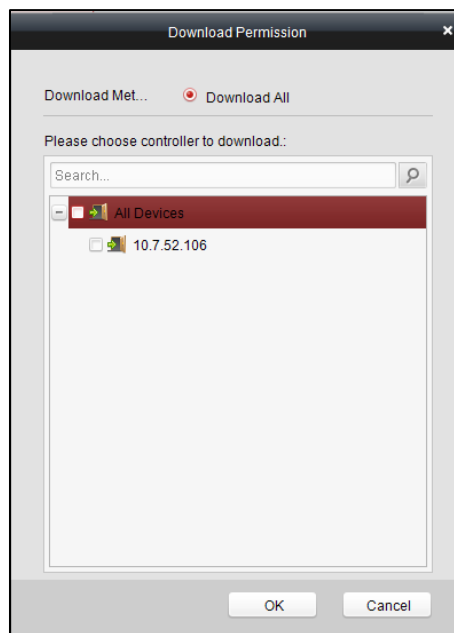 Download Permission
Download Met... Download All
Please choose controller to download.:
Search...
All Devices
10.7.52.106
OK Cancel